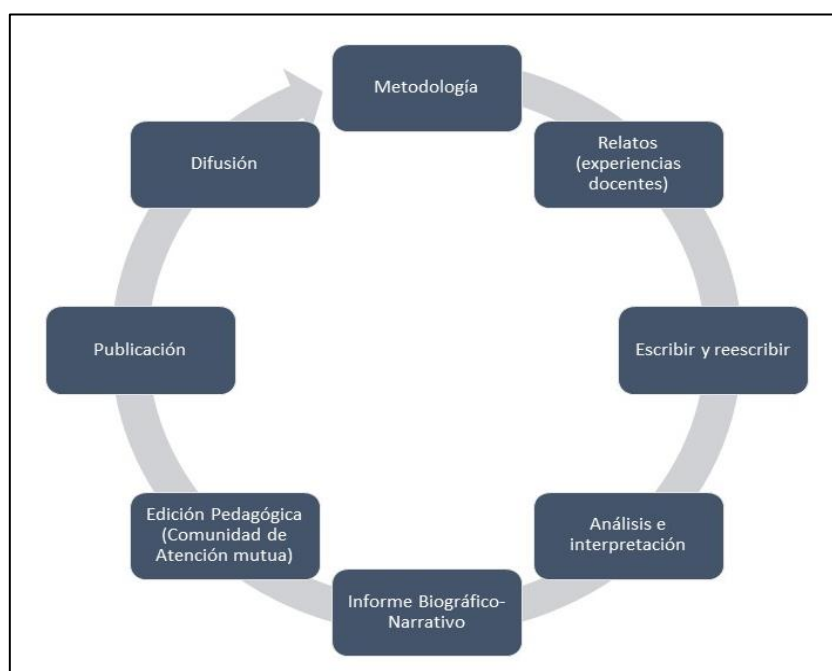 Metodología
Relatos
(experiencias
docentes)
Escribir y reescribir
Análisis e
interpretación
Informe Biográfico-
Narrativo
Edición Pedagógica
(Comunidad de
Atención mutua)
Publicación
Difusión